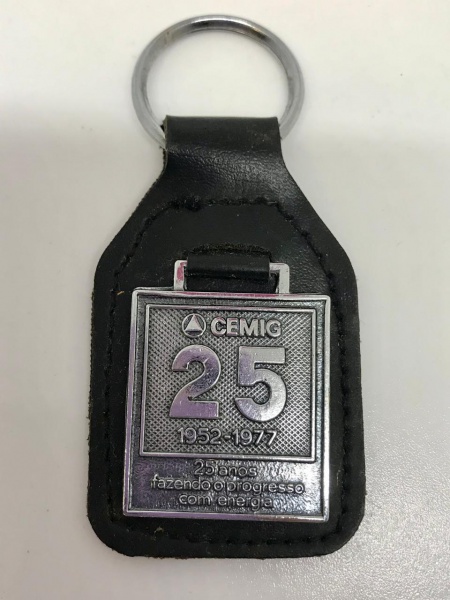 CEMIG
25
1952-1977
25 anos
fazendo o progresso
com energia